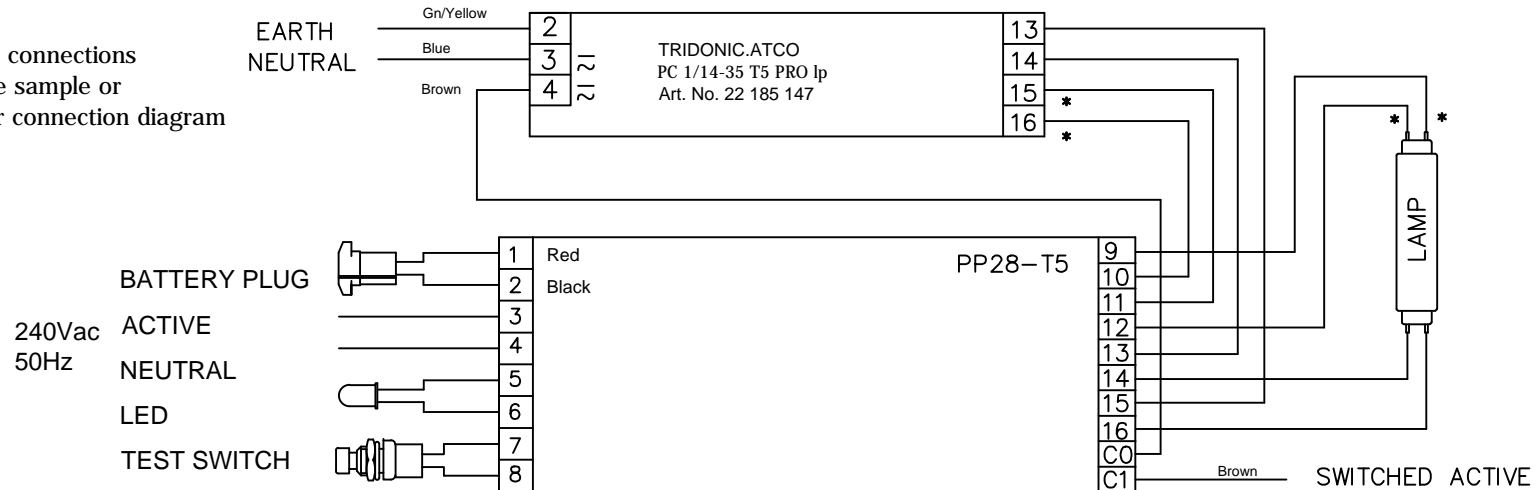 connections
e sample or
r connection diagram
EARTH
NEUTRAL
Gn/Yellow
Blue
Brown
2
3
4
TRIDONIC.ATCO
PC 1/14-35 T5 PRO lp
Art. No. 22 185 147
13
14
15 *
16 *
* *
LAMP
240Vac
50Hz
BATTERY PLUG
ACTIVE
NEUTRAL
LED
TEST SWITCH
1 Red
2 Black
3
4
5
6
7
8
PP28-T5
9
10
11
12
13
14
15
16
C0
C1
Brown
SWITCHED ACTIVE